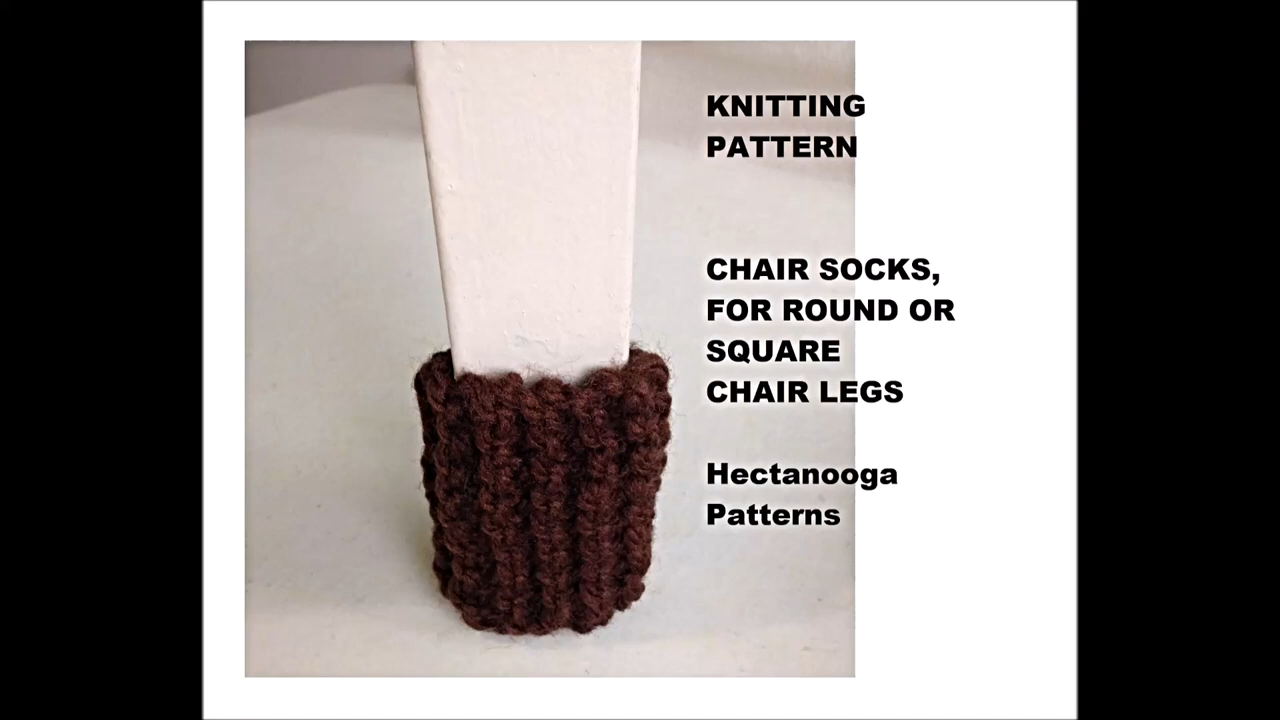 KNITTING
PATTERN
CHAIR SOCKS,
FOR ROUND OR
SQUARE
CHAIR LEGS
Hectanooga
Patterns